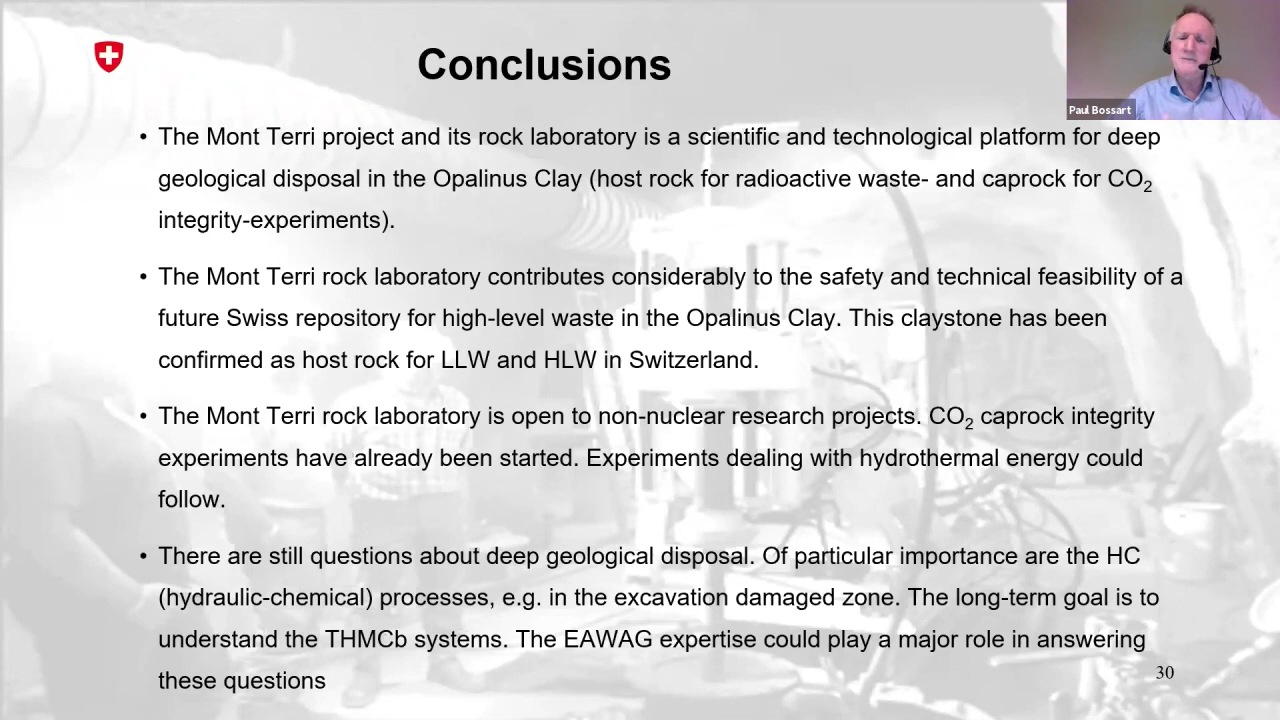 Conclusions
Paul Bossart
• The Mont Terri project and its rock laboratory is a scientific and technological platform for deep
geological disposal in the Opalinus Clay (host rock for radioactive waste- and caprock for CO₂
integrity-experiments).
• The Mont Terri rock laboratory contributes considerably to the safety and technical feasibility of a
future Swiss repository for high-level waste in the Opalinus Clay. This claystone has been
confirmed as host rock for LLW and HLW in Switzerland.
• The Mont Terri rock laboratory is open to non-nuclear research projects. CO₂ caprock integrity
experiments have already been started. Experiments dealing with hydrothermal energy could
follow.
• There are still questions about deep geological disposal. Of particular importance are the HC
(hydraulic-chemical) processes, e.g. in the excavation damaged zone. The long-term goal is to
understand the THMCb systems. The EAWAG expertise could play a major role in answering
these questions
30